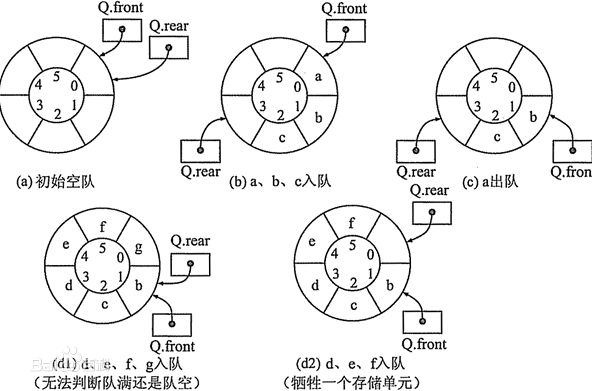 Q.front
Q.rear
4 5 0
3 2 1
(a) 初始空队
Q.front
4 5 0 a
3 2 1 b
c
Q.rear
(b) a、b、c入队
4 5 0
3 2 1 b
c
Q.rear
Q.fron
(c) a出队
f
e 4 5 0 g
d 3 2 1 b
c
Q.rear
Q.front
(d1) d、e、f、g入队
(无法判断队满还是队空)
Q.rear
f
e 4 5 0
d 3 2 1 b
c
Q.front
(d2) d、e、f入队
(牺牲一个存储单元)